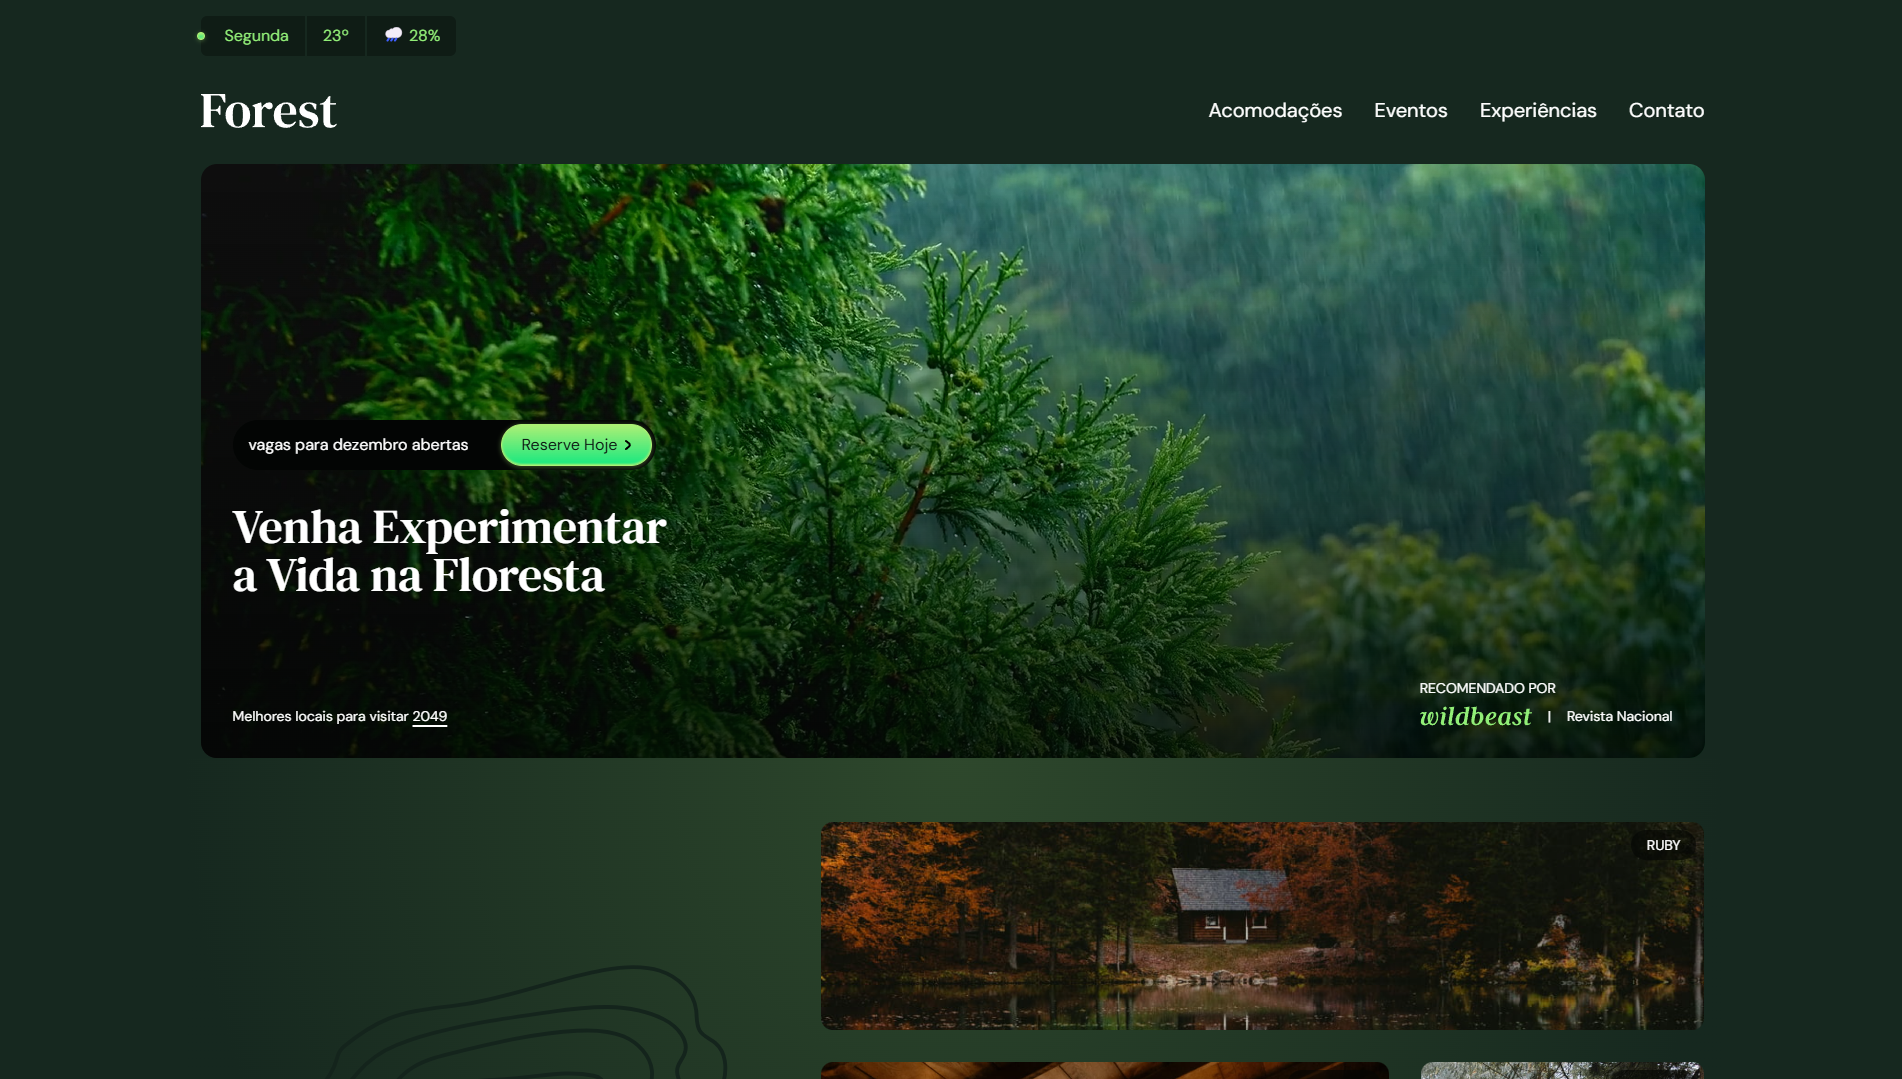 Segunda
23º
28%
Forest
Acomodações
Eventos
Experiências
Contato
vagas para dezembro abertas
Reserve Hoje
Venha Experimentar
a Vida na Floresta
Melhores locais para visitar 2049
RECOMENDADO POR
wildbeast | Revista Nacional
RUBY